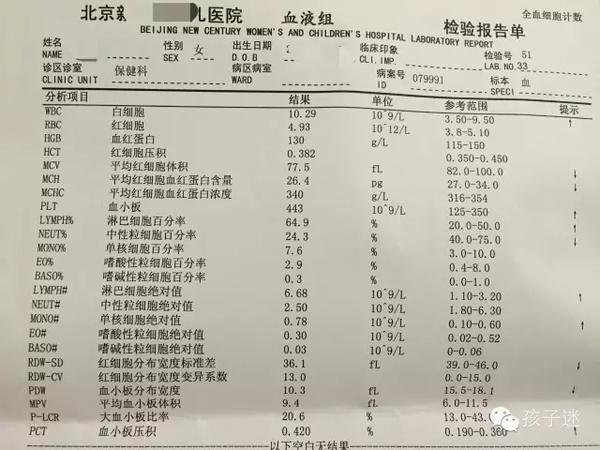 北京 儿医院 血液组 全血细胞计数
BEIJING NEW CENTURY WOMEN'S AND CHILDREN'S HOSPITAL LABORATORY REPORT 检验报告单
姓名 性别 女 出生日期 临床印象 检验号 51
NAME SEX D.O.B CLI.IMP. LAB.NO.33
诊区诊室 保健科 病区病室 病案号 079991 标本 血
CLINIC UNIT WARD ID SPECI
分析项目 结果 单位 参考范围 提示
WBC 白细胞 10.29 10^9/L 3.50-9.50 ↑
RBC 红细胞 4.93 10^12/L 3.8-5.10
HGB 血红蛋白 130 g/L 115-150
HCT 红细胞压积 0.382 0.350-0.450
MCV 平均红细胞体积 77.5 fL 82.0-100.0 ↓
MCH 平均红细胞血红蛋白含量 26.4 pg 27.0-34.0 ↓
MCHC 平均红细胞血红蛋白浓度 340 g/L 316-354
PLT 血小板 443 10^9/L 125-350 ↑
LYMPH% 淋巴细胞百分率 64.9 % 20.0-50.0 ↑
NEUT% 中性粒细胞百分率 24.3 % 40.0-75.0 ↓
MONO% 单核细胞百分率 7.6 % 3.0-10.0
EO% 嗜酸性粒细胞百分率 2.9 % 0.4-8.0
BASO% 嗜碱性粒细胞百分率 0.3 % 0.0-1.0
LYMPH# 淋巴细胞绝对值 6.68 10^9/L 1.10-3.20 ↑
NEUT# 中性粒细胞绝对值 2.50 10^9/L 1.80-6.30
MONO# 单核细胞绝对值 0.78 10^9/L 0.10-0.60 ↑
EO# 嗜酸性粒细胞绝对值 0.30 10^9/L 0.02-0.52
BASO# 嗜碱性粒细胞绝对值 0.03 10^9/L 0-0.06
RDW-SD 红细胞分布宽度标准差 36.1 fL 39.0-46.0 ↓
RDW-CV 红细胞分布宽度变异系数 13.0 0.0-15.0
PDW 血小板分布宽度 10.3 fL 15.5-18.1 ↓
MPV 平均血小板体积 9.4 fL 6.0-11.5
P-LCR 大血小板比率 20.6 % 13.0-43.0
PCT 血小板压积 0.420 % 0.190-0.360 ↑
以下空白无结果
孩子迷